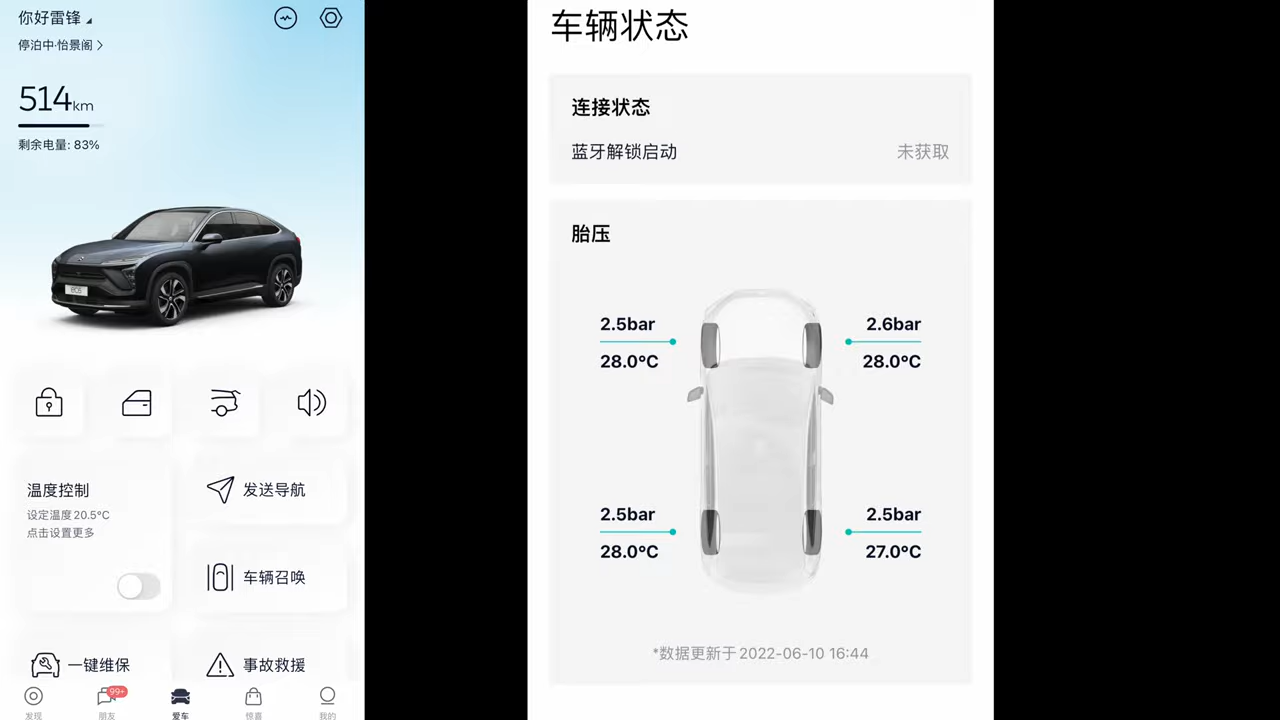 你好雷锋
停泊中·怡景阁
514km
剩余电量: 83%
温度控制
设定温度20.5°C
点击设置更多
发送导航
车辆召唤
一键维保
事故救援
99+
发现
朋友
爱车
惊喜
我的
车辆状态
连接状态
蓝牙解锁启动 未获取
胎压
2.5bar 2.6bar
28.0°C 28.0°C
2.5bar 2.5bar
28.0°C 27.0°C
*数据更新于2022-06-10 16:44